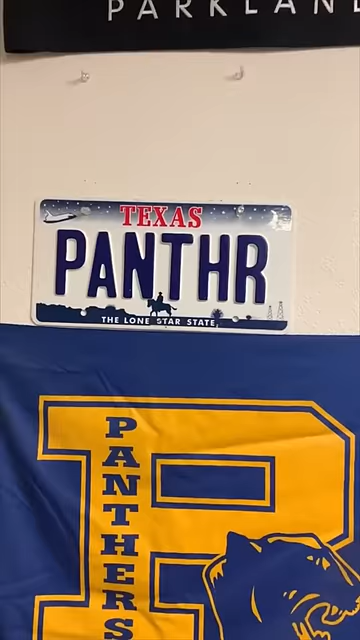 PARKLAN
TEXAS
PANTHR
THE LONE STAR STATE
P
PANTHERS